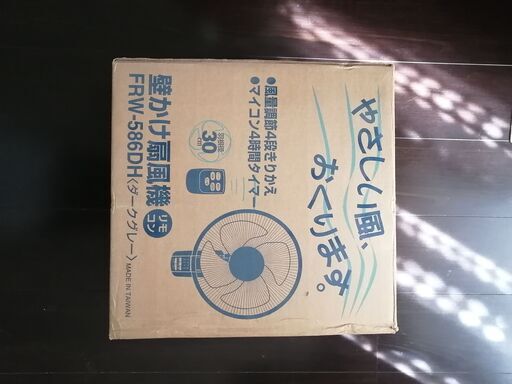 やさしい風、
おくります。
●風量調節4段きりかえ
●マイコン4時間タイマー
30
cm
壁かけ扇風機 リモコン
FRW-586DH〈ダークグレー〉 MADE IN TAIWAN